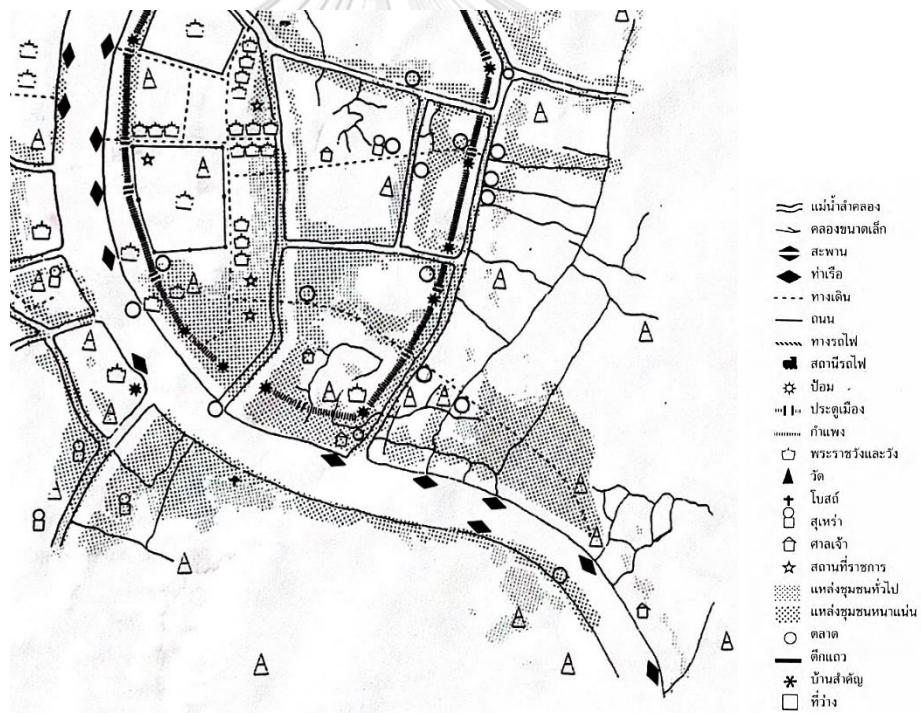 แม่น้ำลำคลอง
คลองขนาดเล็ก
สะพาน
ท่าเรือ
ทางเดิน
ถนน
ทางรถไฟ
สถานีรถไฟ
ป้อม
ประตูเมือง
กำแพง
พระราชวังและวัง
วัด
โบสถ์
สุเหร่า
ศาลเจ้า
สถานที่ราชการ
แหล่งชุมชนทั่วไป
แหล่งชุมชนหนาแน่น
ตลาด
ตึกแถว
บ้านสำคัญ
ที่ว่าง